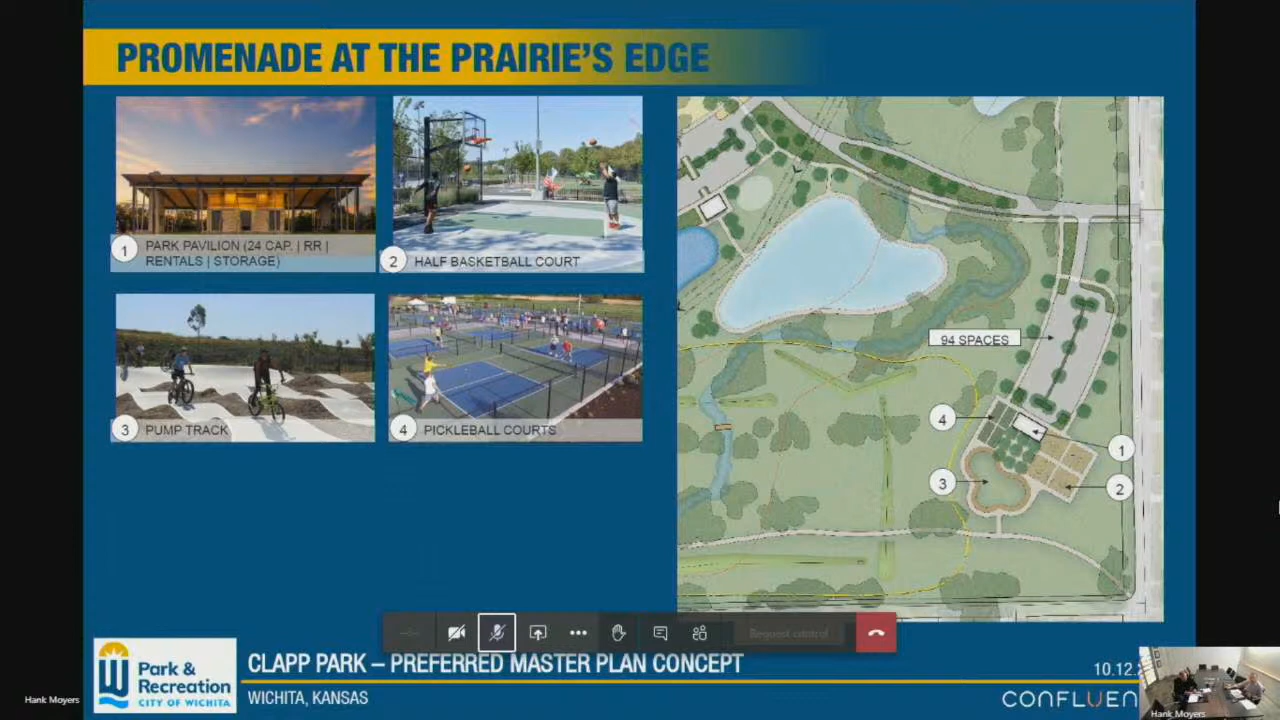 PROMENADE AT THE PRAIRIE'S EDGE
1 PARK PAVILION (24 CAP. | RR |
RENTALS | STORAGE)
2 HALF BASKETBALL COURT
3 PUMP TRACK
4 PICKLEBALL COURTS
94 SPACES
4
1
3
2
Request control
Park &
Recreation
CITY OF WICHITA
CLAPP PARK – PREFERRED MASTER PLAN CONCEPT
WICHITA, KANSAS
10.12.
CONFLUEN
Hank Moyers
Hank Moyers